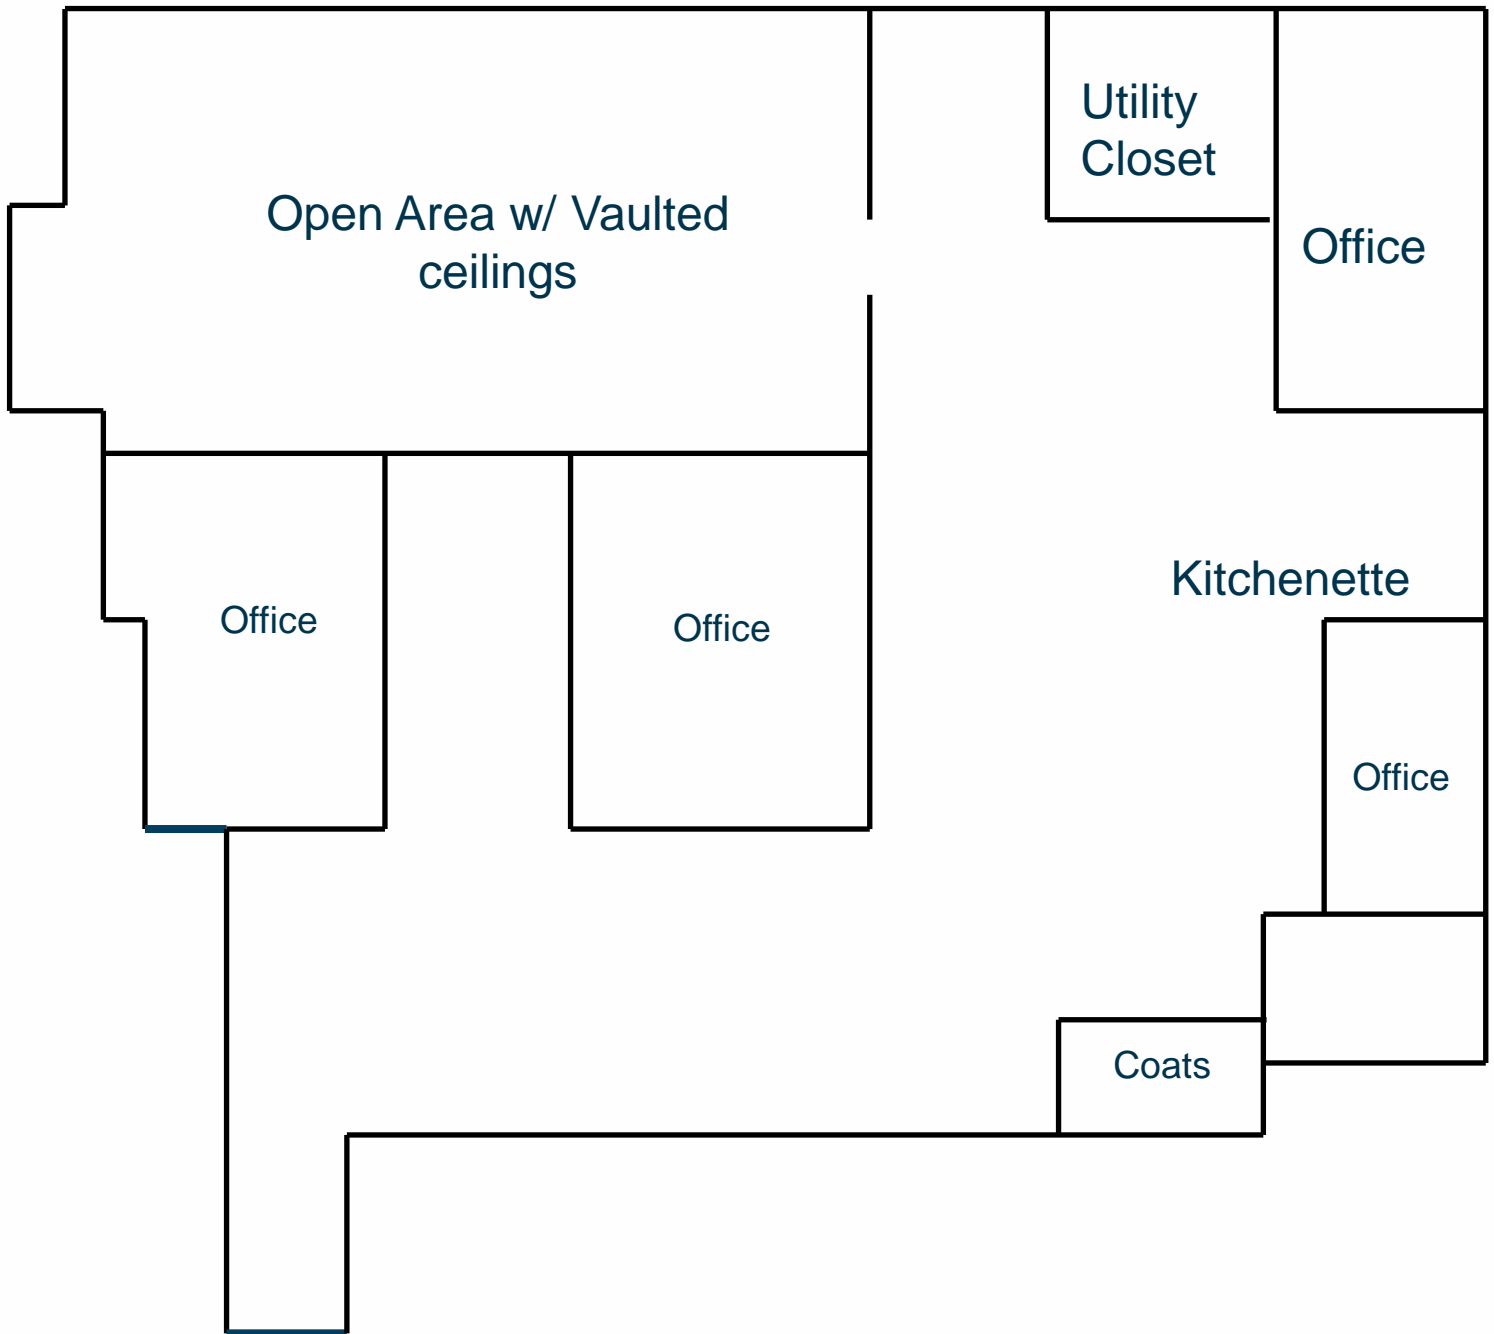 Utility
Closet
Open Area w/ Vaulted
ceilings
Office
Kitchenette
Office
Office
Office
Coats